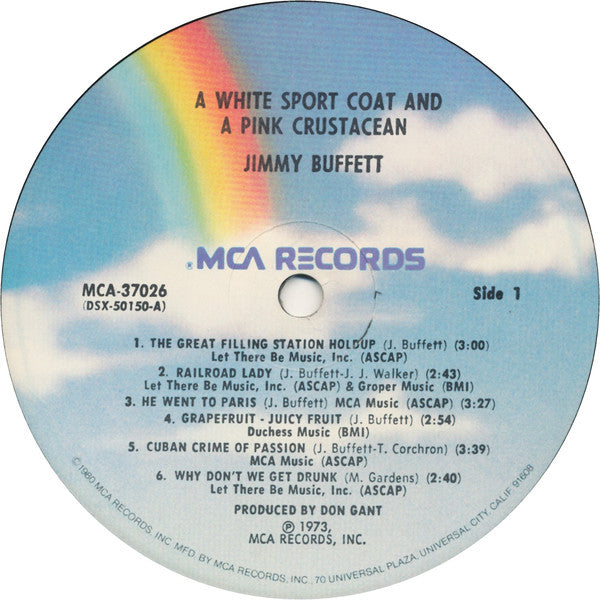 A WHITE SPORT COAT AND
A PINK CRUSTACEAN
JIMMY BUFFETT
® MCA RECORDS
MCA-37026
(DSX-50150-A)
Side 1
1. THE GREAT FILLING STATION HOLDUP (J. Buffett) (3:00)
Let There Be Music, Inc. (ASCAP)
2. RAILROAD LADY (J. Buffett-J. J. Walker) (2:43)
Let There Be Music, Inc. (ASCAP) & Groper Music (BMI)
3. HE WENT TO PARIS (J. Buffett) MCA Music (ASCAP) (3:27)
4. GRAPEFRUIT - JUICY FRUIT (J. Buffett) (2:54)
Duchess Music (BMI)
5. CUBAN CRIME OF PASSION (J. Buffett-T. Corchron) (3:39)
MCA Music (ASCAP)
6. WHY DON'T WE GET DRUNK (M. Gardens) (2:40)
Let There Be Music, Inc. (ASCAP)
PRODUCED BY DON GANT
℗ 1973,
MCA RECORDS, INC.
© 1980 MCA RECORDS, INC. MFD. BY MCA RECORDS, INC., 70 UNIVERSAL PLAZA, UNIVERSAL CITY, CALIF. 91608